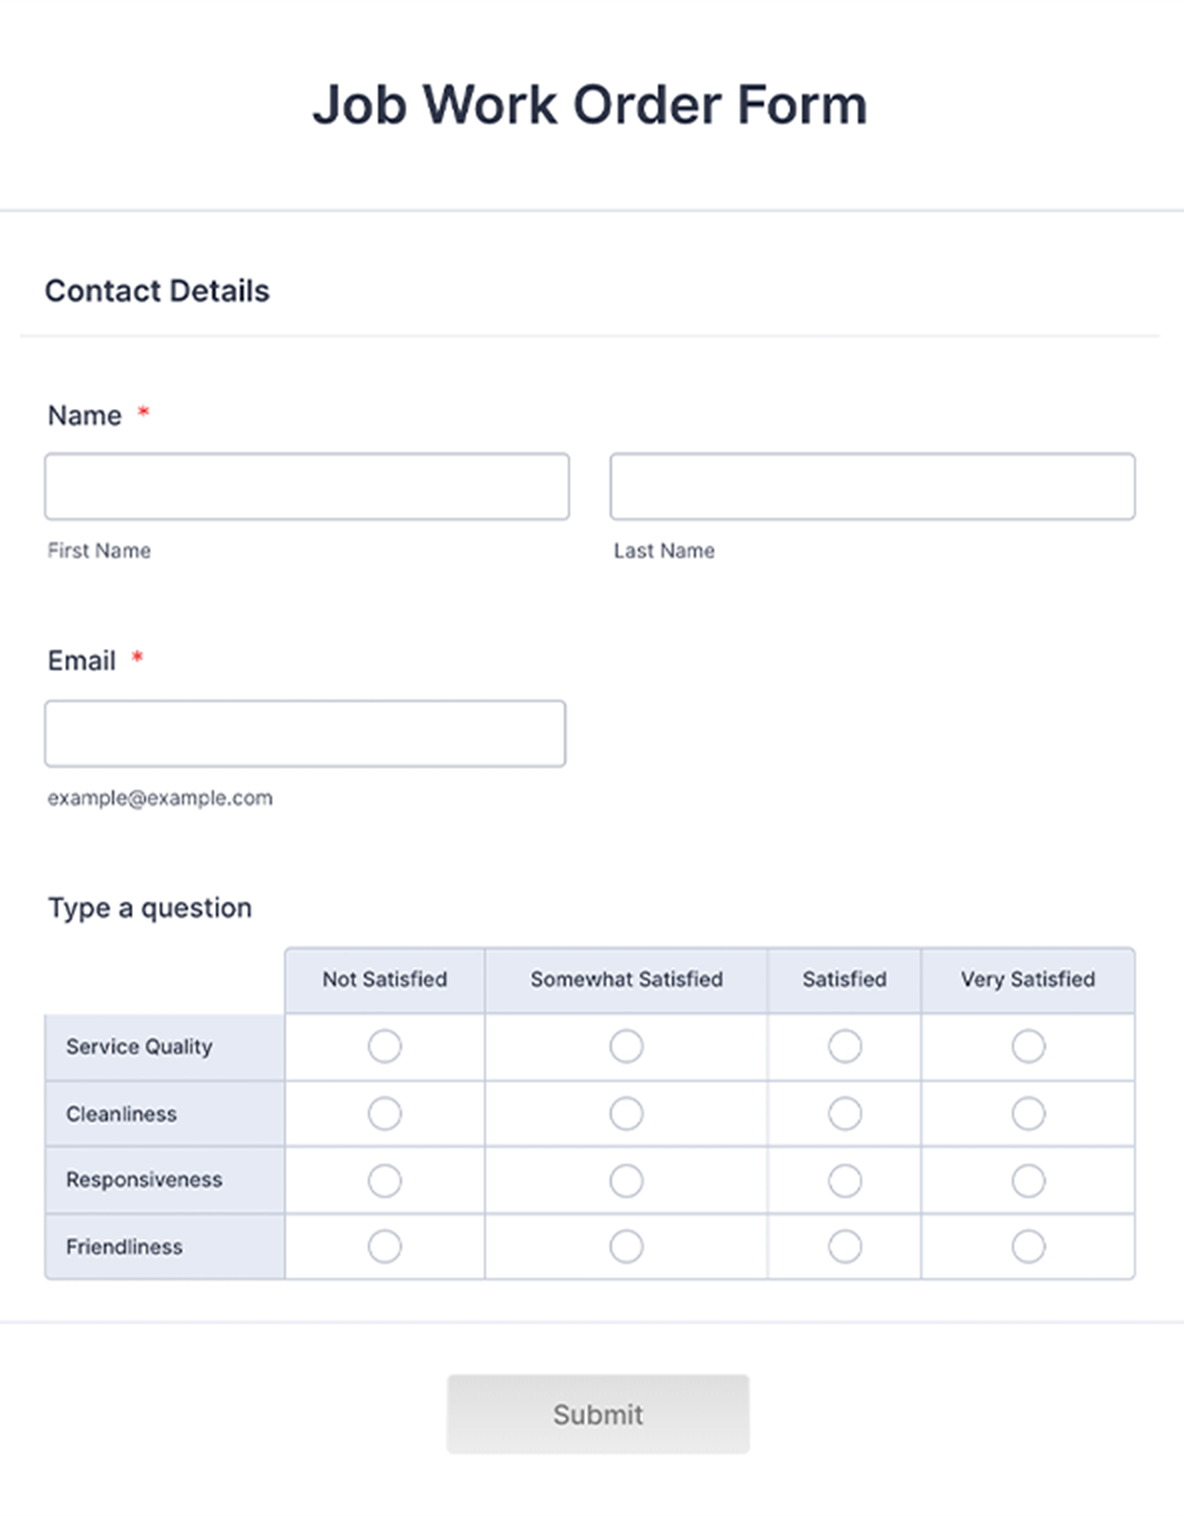 Job Work Order Form
Contact Details
Name *
First Name Last Name
Email *
example@example.com
Type a question
Not Satisfied Somewhat Satisfied Satisfied Very Satisfied
Service Quality
Cleanliness
Responsiveness
Friendliness
Submit